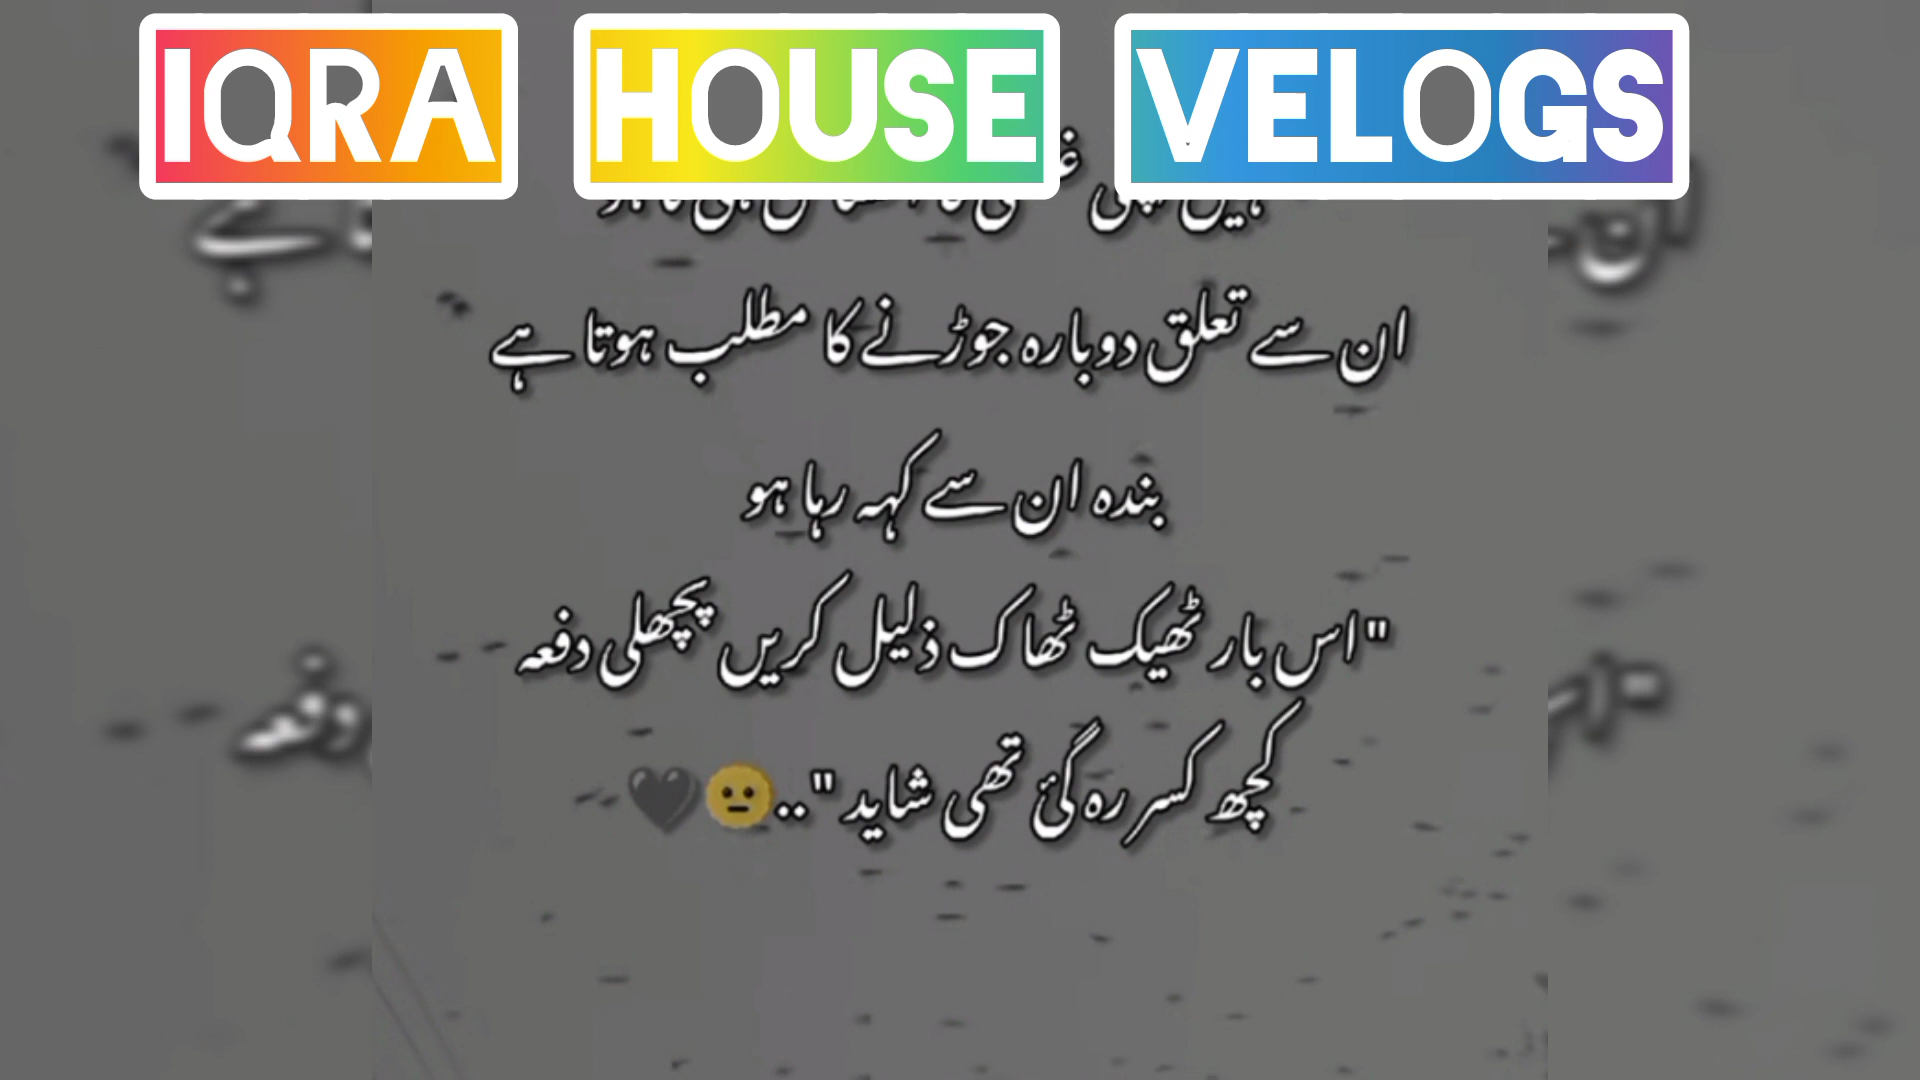 IQRA HOUSE VELOGS
ان سے تعلق دوبارہ جوڑنے کا مطلب ہوتا ہے
بندہ ان سے کہہ رہا ہو
"اس بار ٹھیک ٹھاک ذلیل کریں پچھلی دفعہ
کچھ کسر رہ گئ تھی شاید"..😐🖤